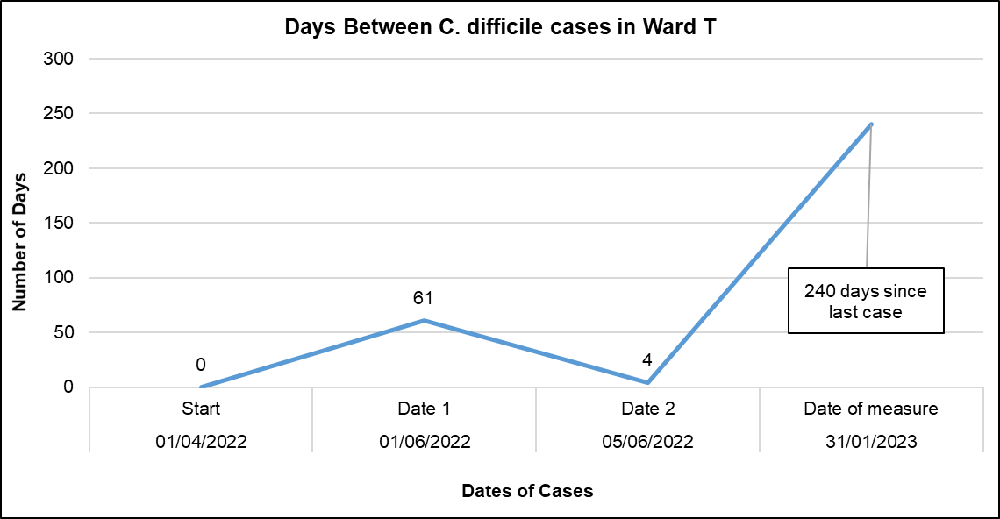 Days Between C. difficile cases in Ward T
300
250
200
150
100
50
0
Number of Days
0
61
4
240 days since
last case
Start
Date 1
Date 2
Date of measure
01/04/2022
01/06/2022
05/06/2022
31/01/2023
Dates of Cases